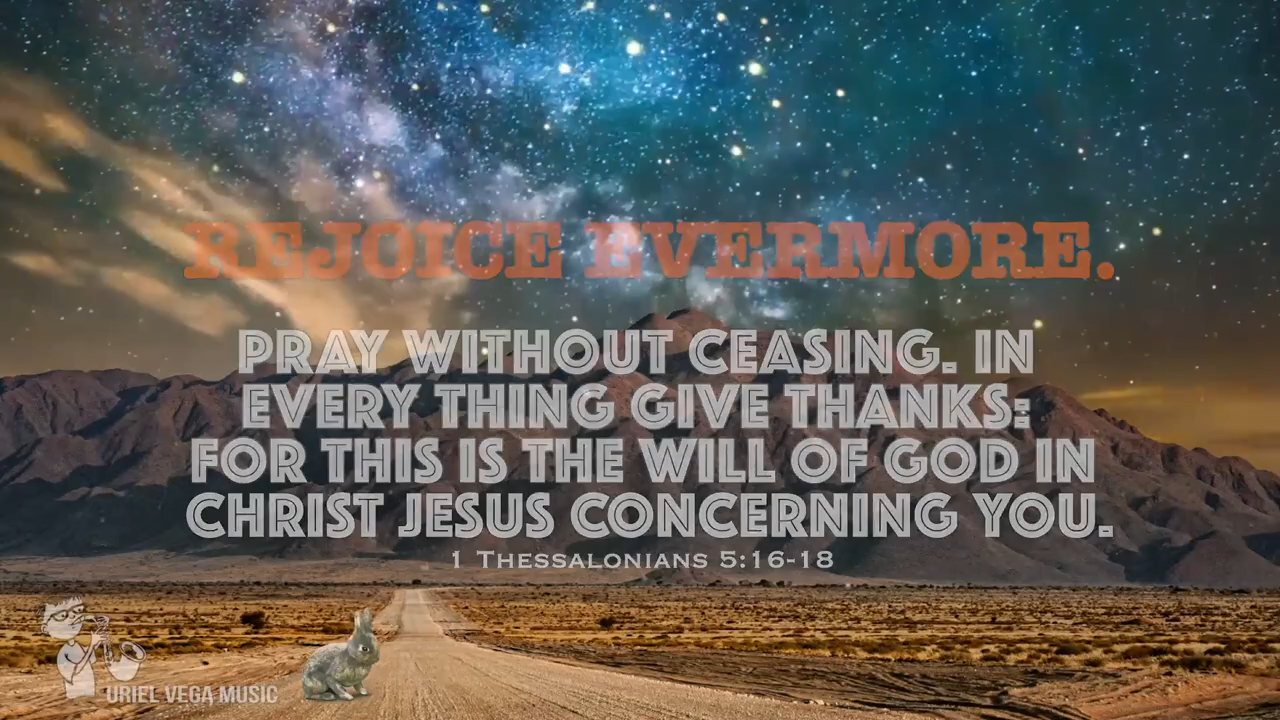 REJOICE EVERMORE.
PRAY WITHOUT CEASING. IN
EVERY THING GIVE THANKS:
FOR THIS IS THE WILL OF GOD IN
CHRIST JESUS CONCERNING YOU.
1 THESSALONIANS 5:16-18
URIEL VEGA MUSIC